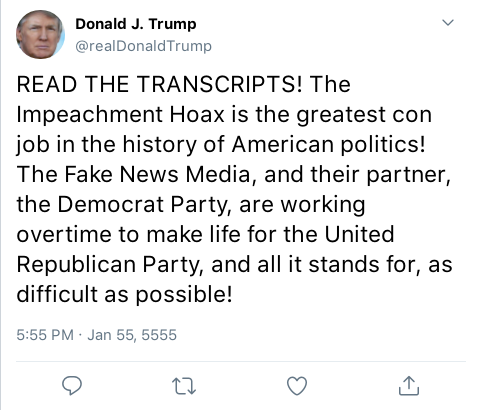 Donald J. Trump
@realDonaldTrump
READ THE TRANSCRIPTS! The
Impeachment Hoax is the greatest con
job in the history of American politics!
The Fake News Media, and their partner,
the Democrat Party, are working
overtime to make life for the United
Republican Party, and all it stands for, as
difficult as possible!
5:55 PM · Jan 55, 5555